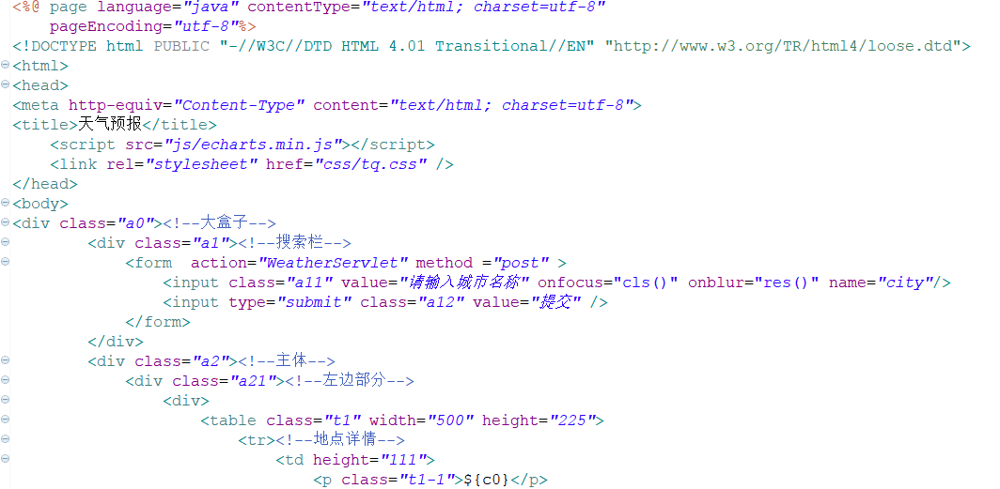 <%@ page language="java" contentType="text/html; charset=utf-8"
    pageEncoding="utf-8"%>
<!DOCTYPE html PUBLIC "-//W3C//DTD HTML 4.01 Transitional//EN" "http://www.w3.org/TR/html4/loose.dtd">
<html>
<head>
<meta http-equiv="Content-Type" content="text/html; charset=utf-8">
<title>天气预报</title>
    <script src="js/echarts.min.js"></script>
    <link rel="stylesheet" href="css/tq.css" />
</head>
<body>
<div class="a0"><!--大盒子-->
        <div class="a1"><!--搜索栏-->
            <form  action="WeatherServlet" method ="post" >
                <input class="a11" value="请输入城市名称" onfocus="cls()" onblur="res()" name="city"/>
                <input type="submit" class="a12" value="提交" />
            </form>
        </div>
        <div class="a2"><!--主体-->
            <div class="a21"><!--左边部分-->
                <div>
                    <table class="t1" width="500" height="225">
                        <tr><!--地点详情-->
                            <td height="111">
                                <p class="t1-1">${c0}</p>